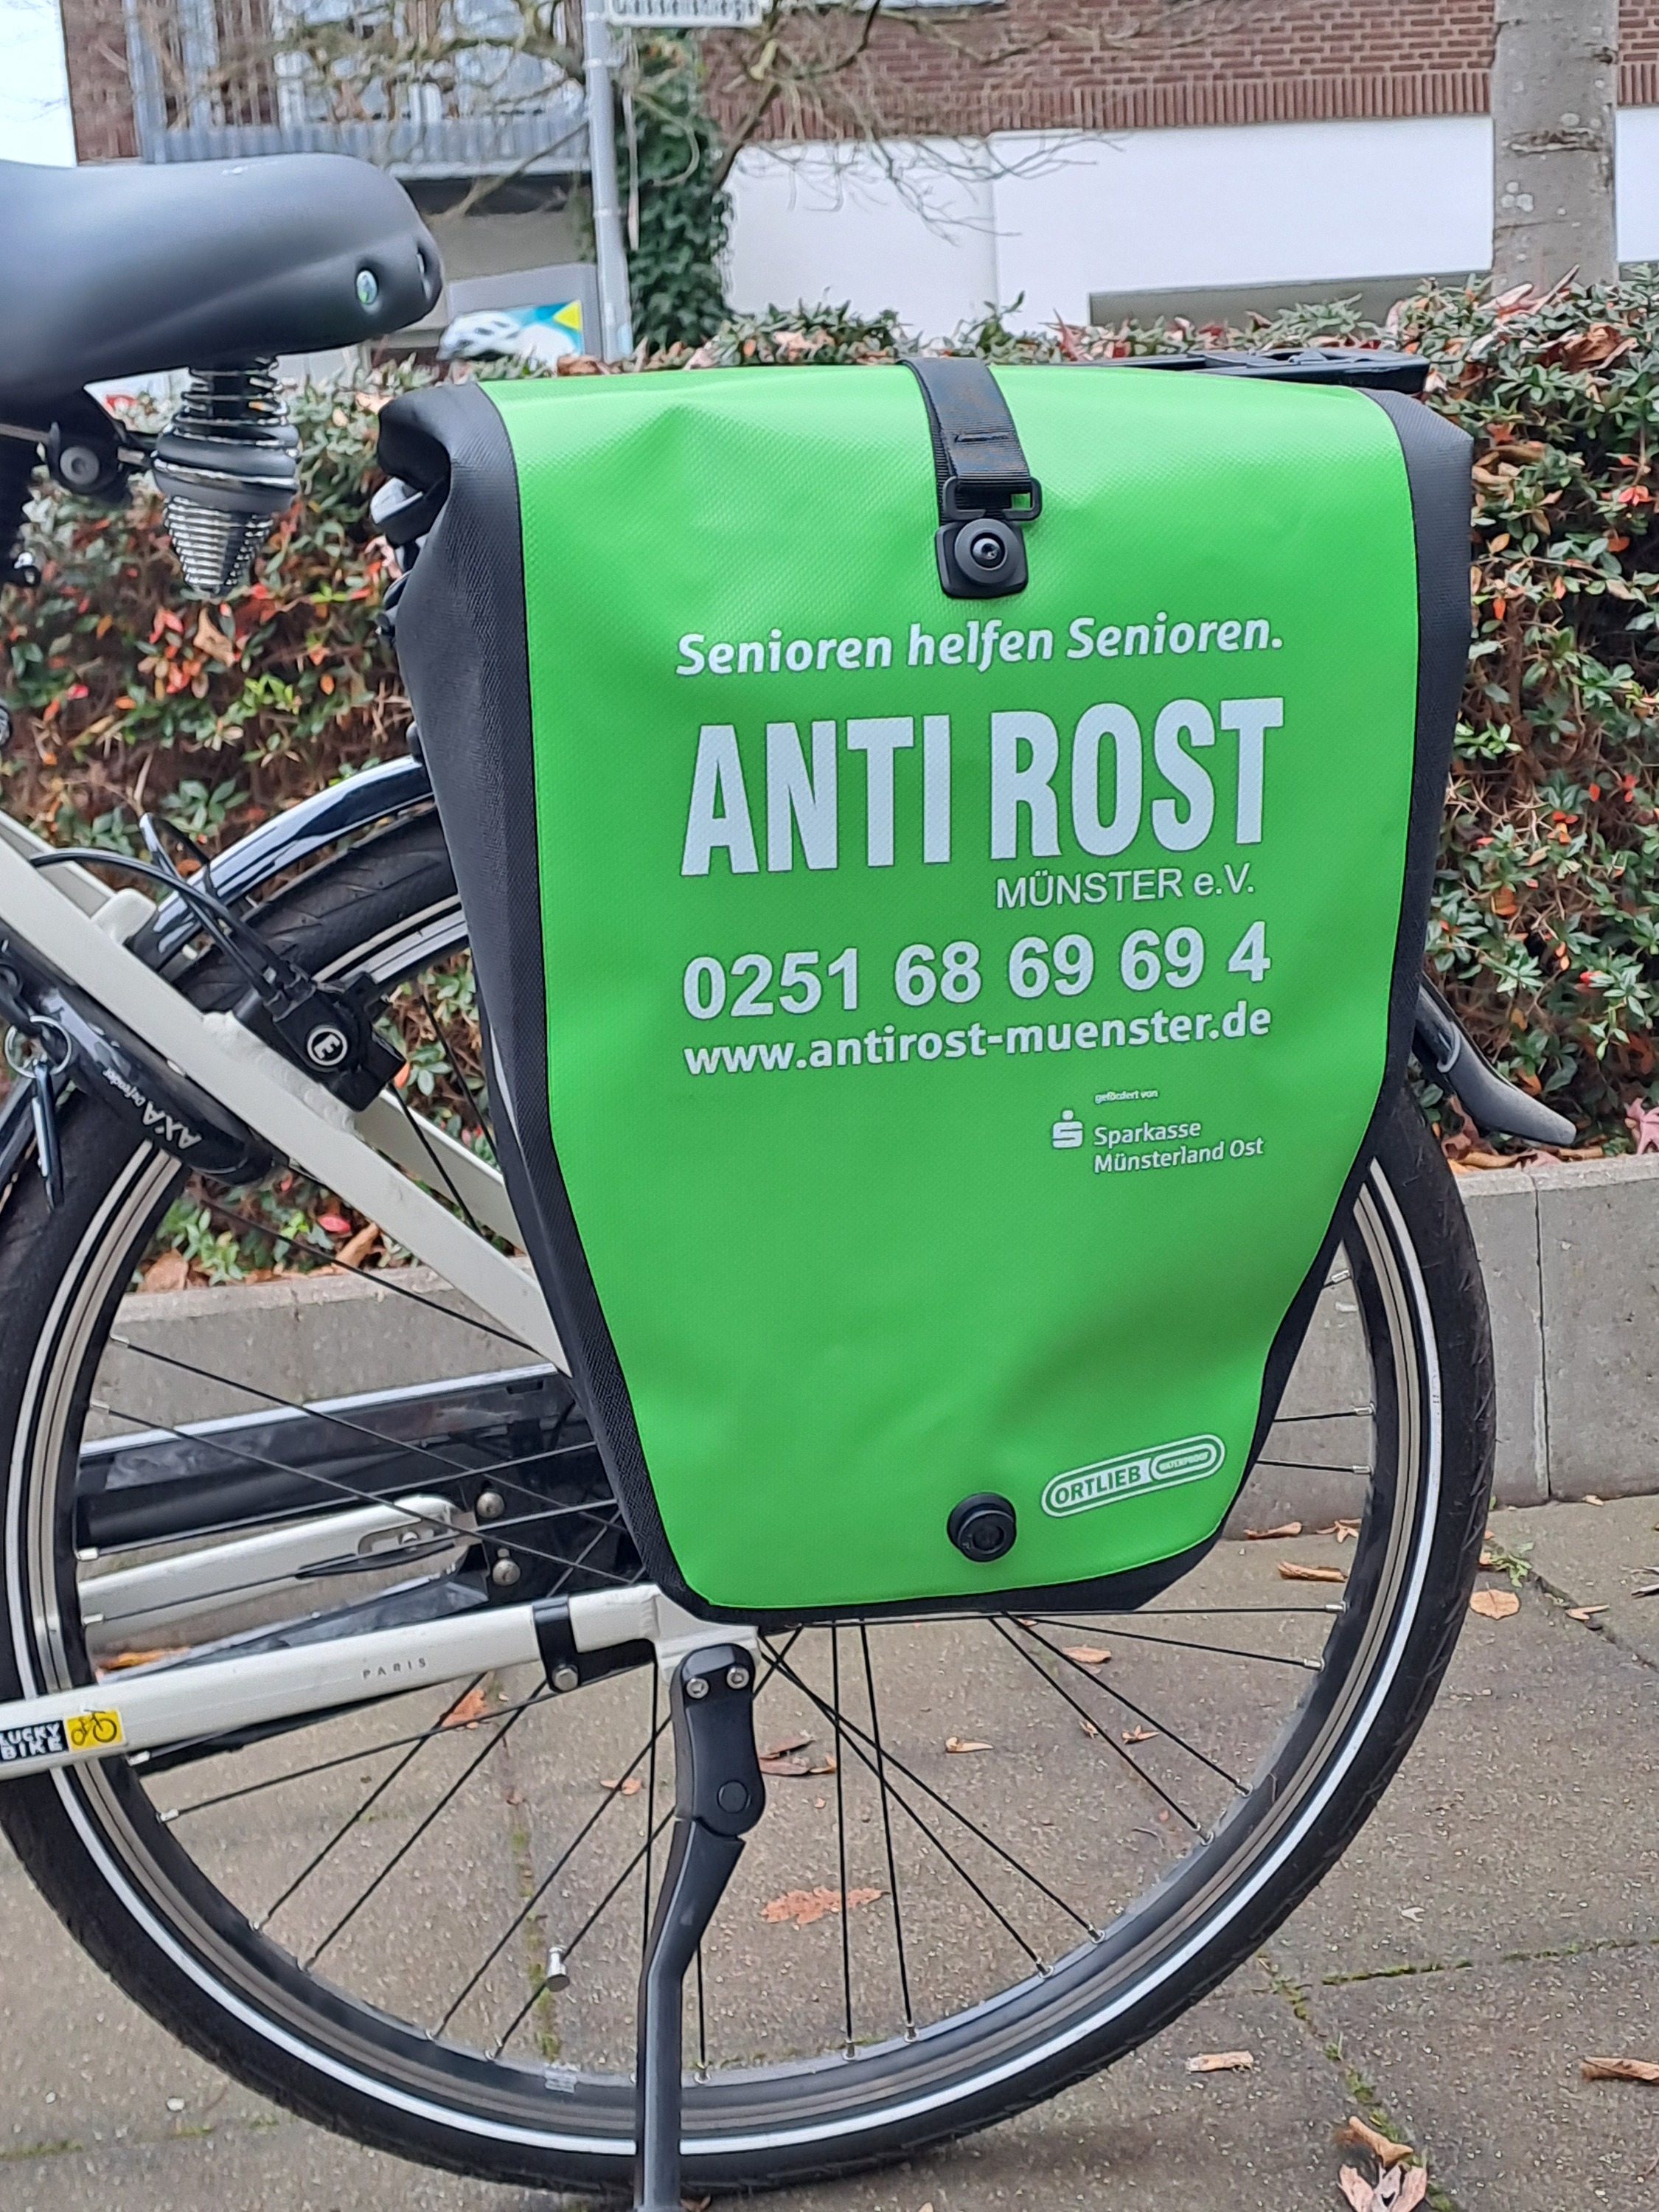 Senioren helfen Senioren.
ANTI ROST
MÜNSTER e.V.
0251 68 69 69 4
www.antirost-muenster.de
gefördert von
Sparkasse
Münsterland Ost
ORTLIEB WATERPROOF
E
AXA Defender
PARIS
LUCKY
BIKE